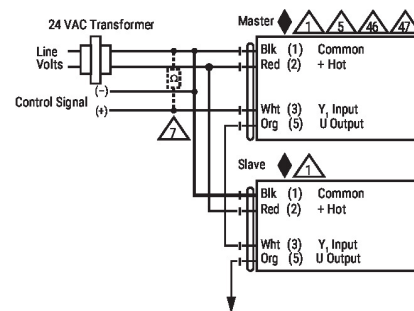 24 VAC Transformer
Line
Volts
Control Signal
(–)
(+)
Ω
7
Master
1
5
46
47
Blk (1) Common
Red (2) + Hot
Wht (3) Y1 Input
Org (5) U Output
Slave
1
Blk (1) Common
Red (2) + Hot
Wht (3) Y1 Input
Org (5) U Output